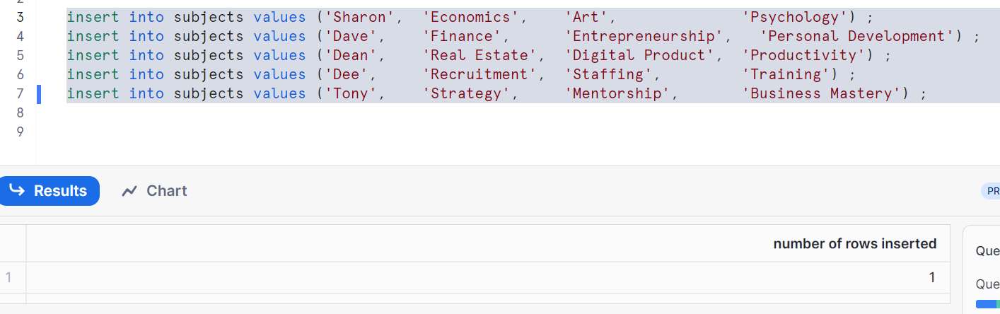 3 insert into subjects values ('Sharon', 'Economics', 'Art', 'Psychology') ;
4 insert into subjects values ('Dave', 'Finance', 'Entrepreneurship', 'Personal Development') ;
5 insert into subjects values ('Dean', 'Real Estate', 'Digital Product', 'Productivity') ;
6 insert into subjects values ('Dee', 'Recruitment', 'Staffing', 'Training') ;
7 insert into subjects values ('Tony', 'Strategy', 'Mentorship', 'Business Mastery') ;
8
9
Results Chart
number of rows inserted
1 1